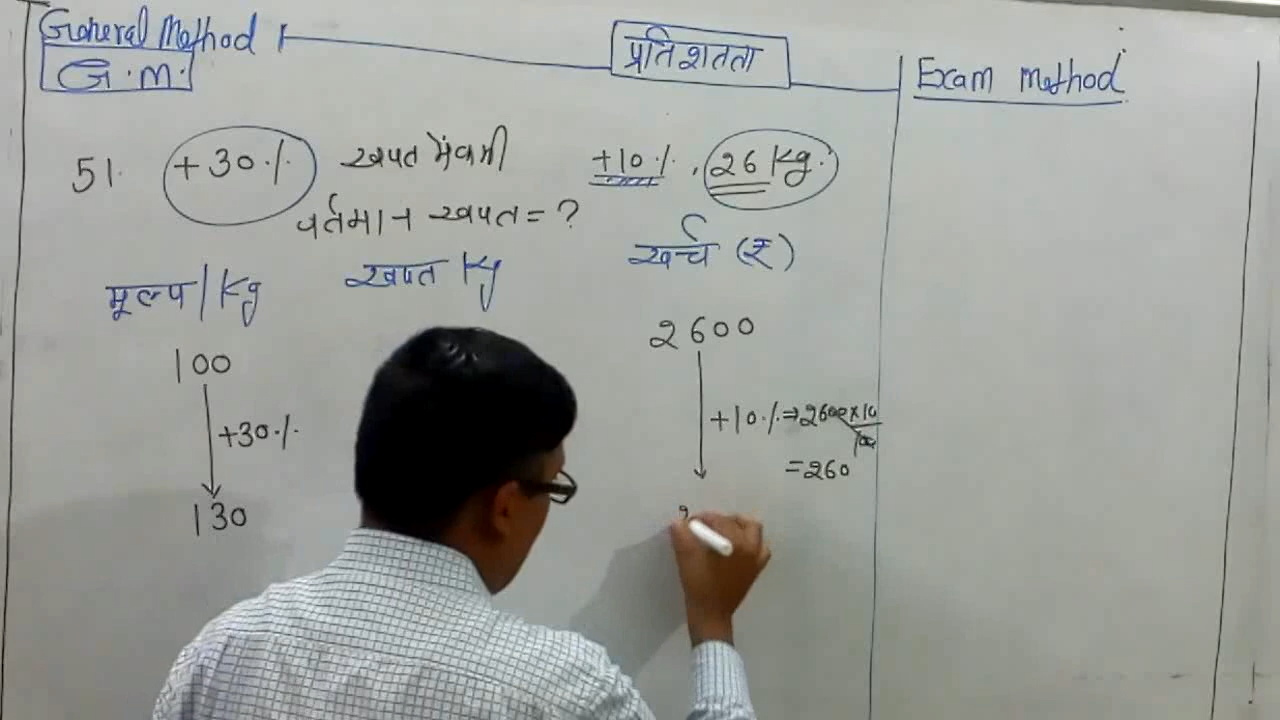 General Method
प्रतिशतता
Exam Method
G.M.
51. +30% खपत में कमी +10%, 26 Kg.
वर्तमान खपत = ?
मूल्य/Kg खपत Kg खर्च (₹)
100 2600
+30% +10% ⇒ 2600×10
100
= 260
130 2